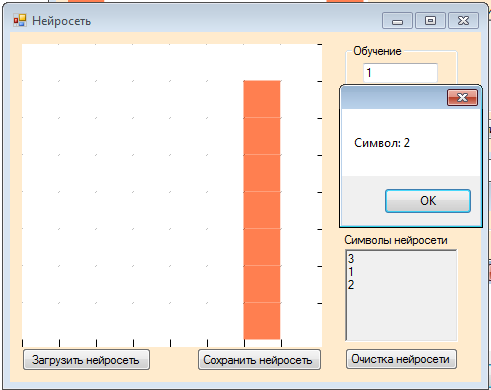 Нейросеть
Обучение
1
Символ: 2
OK
Символы нейросети
3
1
2
Загрузить нейросеть
Сохранить нейросеть
Очистка нейросети